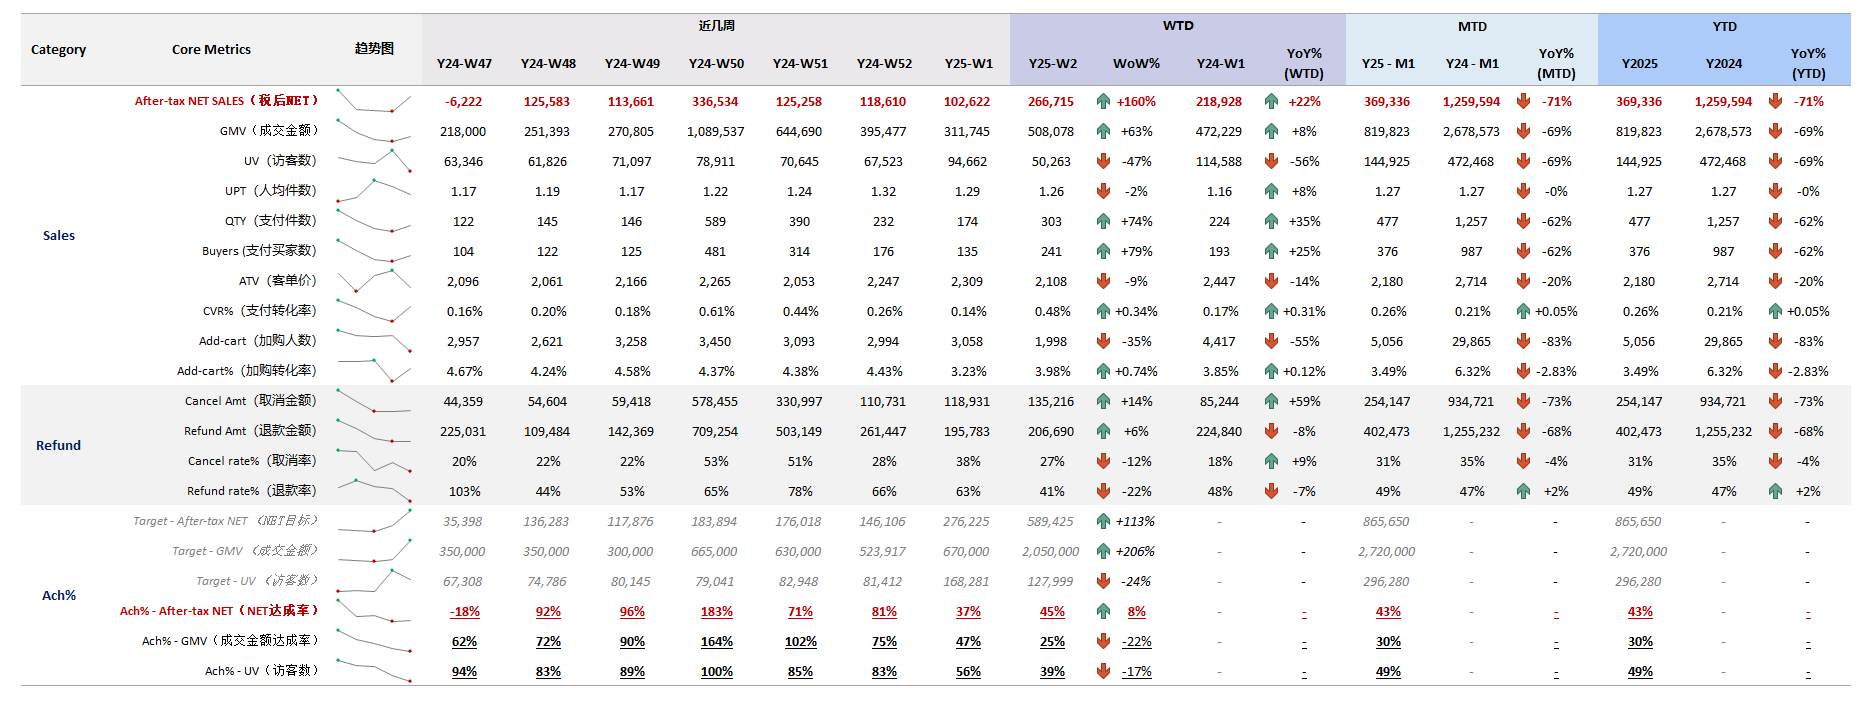 Category Core Metrics 趋势图 近几周 WTD MTD YTD
Y24-W47 Y24-W48 Y24-W49 Y24-W50 Y24-W51 Y24-W52 Y25-W1 Y25-W2 WoW% Y24-W1 YoY% (WTD) Y25 - M1 Y24 - M1 YoY% (MTD) Y2025 Y2024 YoY% (YTD)
After-tax NET SALES（税后NET） -6,222 125,583 113,661 336,534 125,258 118,610 102,622 266,715 +160% 218,928 +22% 369,336 1,259,594 -71% 369,336 1,259,594 -71%
GMV（成交金额） 218,000 251,393 270,805 1,089,537 644,690 395,477 311,745 508,078 +63% 472,229 +8% 819,823 2,678,573 -69% 819,823 2,678,573 -69%
UV（访客数） 63,346 61,826 71,097 78,911 70,645 67,523 94,662 50,263 -47% 114,588 -56% 144,925 472,468 -69% 144,925 472,468 -69%
UPT（人均件数） 1.17 1.19 1.17 1.22 1.24 1.32 1.29 1.26 -2% 1.16 +8% 1.27 1.27 -0% 1.27 1.27 -0%
QTY（支付件数） 122 145 146 589 390 232 174 303 +74% 224 +35% 477 1,257 -62% 477 1,257 -62%
Sales
Buyers (支付买家数) 104 122 125 481 314 176 135 241 +79% 193 +25% 376 987 -62% 376 987 -62%
ATV（客单价） 2,096 2,061 2,166 2,265 2,053 2,247 2,309 2,108 -9% 2,447 -14% 2,180 2,714 -20% 2,180 2,714 -20%
CVR%（支付转化率） 0.16% 0.20% 0.18% 0.61% 0.44% 0.26% 0.14% 0.48% +0.34% 0.17% +0.31% 0.26% 0.21% +0.05% 0.26% 0.21% +0.05%
Add-cart（加购人数） 2,957 2,621 3,258 3,450 3,093 2,994 3,058 1,998 -35% 4,417 -55% 5,056 29,865 -83% 5,056 29,865 -83%
Add-cart%（加购转化率） 4.67% 4.24% 4.58% 4.37% 4.38% 4.43% 3.23% 3.98% +0.74% 3.85% +0.12% 3.49% 6.32% -2.83% 3.49% 6.32% -2.83%
Cancel Amt（取消金额） 44,359 54,604 59,418 578,455 330,997 110,731 118,931 135,216 +14% 85,244 +59% 254,147 934,721 -73% 254,147 934,721 -73%
Refund Amt（退款金额） 225,031 109,484 142,369 709,254 503,149 261,447 195,783 206,690 +6% 224,840 -8% 402,473 1,255,232 -68% 402,473 1,255,232 -68%
Refund
Cancel rate%（取消率） 20% 22% 22% 53% 51% 28% 38% 27% -12% 18% +9% 31% 35% -4% 31% 35% -4%
Refund rate%（退款率） 103% 44% 53% 65% 78% 66% 63% 41% -22% 48% -7% 49% 47% +2% 49% 47% +2%
Target - After-tax NET（NET目标） 35,398 136,283 117,876 183,894 176,018 146,106 276,225 589,425 +113% - - 865,650 - - 865,650 - -
Target - GMV（成交金额） 350,000 350,000 300,000 665,000 630,000 523,917 670,000 2,050,000 +206% - - 2,720,000 - - 2,720,000 - -
Target - UV（访客数） 67,308 74,786 80,145 79,041 82,948 81,412 168,281 127,999 -24% - - 296,280 - - 296,280 - -
Ach%
Ach% - After-tax NET（NET达成率） -18% 92% 96% 183% 71% 81% 37% 45% 8% - - 43% - - 43% - -
Ach% - GMV（成交金额达成率） 62% 72% 90% 164% 102% 75% 47% 25% -22% - - 30% - - 30% - -
Ach% - UV（访客数） 94% 83% 89% 100% 85% 83% 56% 39% -17% - - 49% - - 49% - -